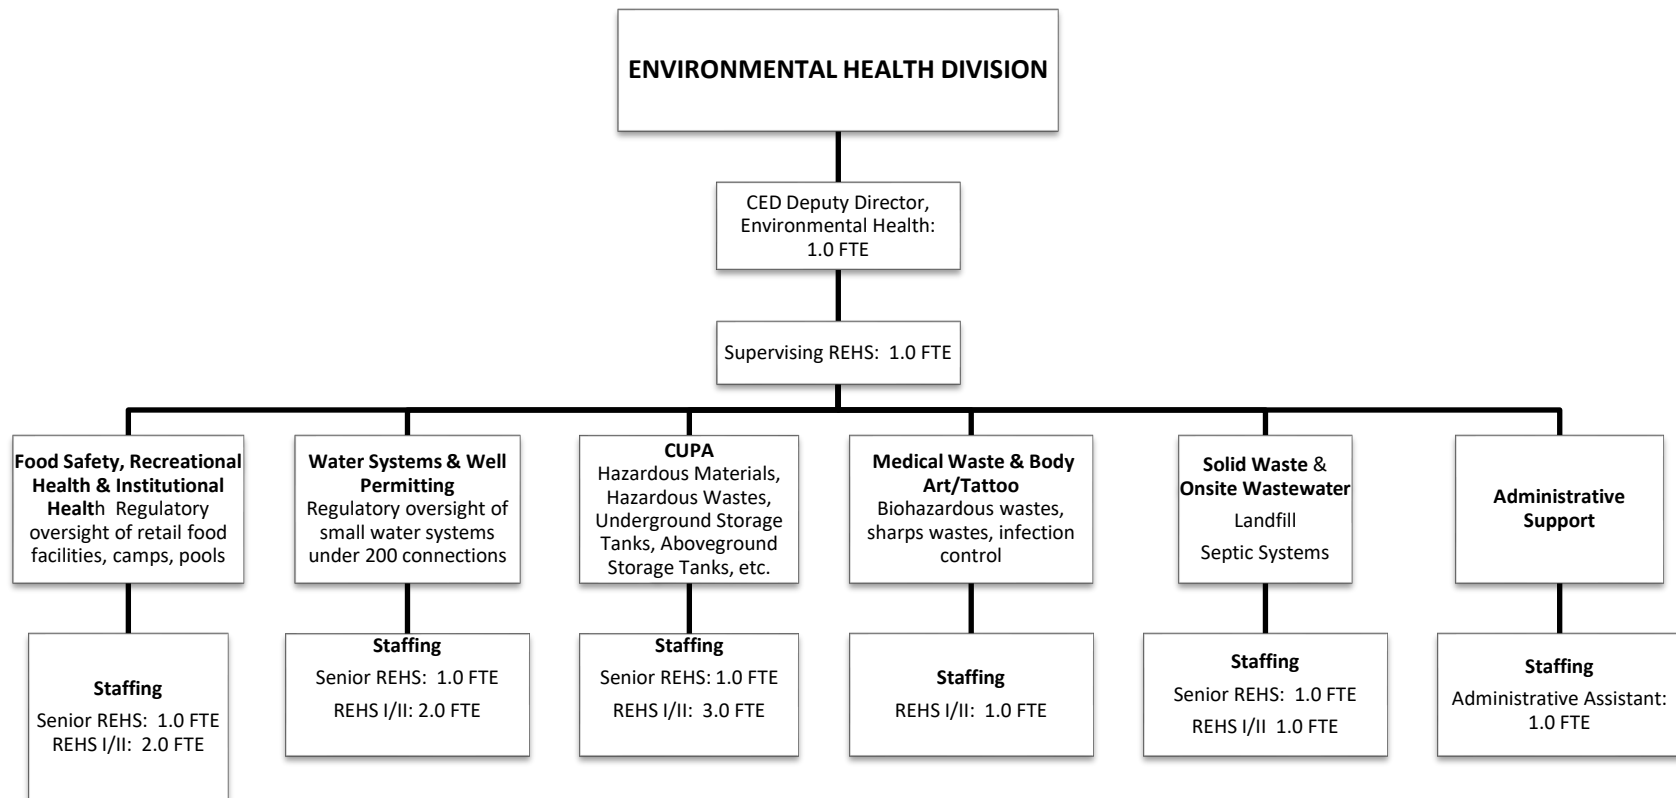 ENVIRONMENTAL HEALTH DIVISION
CED Deputy Director,
Environmental Health:
1.0 FTE
Supervising REHS:  1.0 FTE
Food Safety, Recreational
Health & Institutional
Health  Regulatory
oversight of retail food
facilities, camps, pools
Water Systems & Well
Permitting
Regulatory oversight of
small water systems
under 200 connections
CUPA
Hazardous Materials,
Hazardous Wastes,
Underground Storage
Tanks, Aboveground
Storage Tanks, etc.
Medical Waste & Body
Art/Tattoo
Biohazardous wastes,
sharps wastes, infection
control
Solid Waste &
Onsite Wastewater
Landfill
Septic Systems
Administrative
Support
Staffing
Senior REHS:  1.0 FTE
REHS I/II:  2.0 FTE
Staffing
Senior REHS:  1.0 FTE
REHS I/II: 2.0 FTE
Staffing
Senior REHS: 1.0 FTE
REHS I/II:  3.0 FTE
Staffing
REHS I/II:  1.0 FTE
Staffing
Senior REHS:  1.0 FTE
REHS I/II  1.0 FTE
Staffing
Administrative Assistant:
1.0 FTE